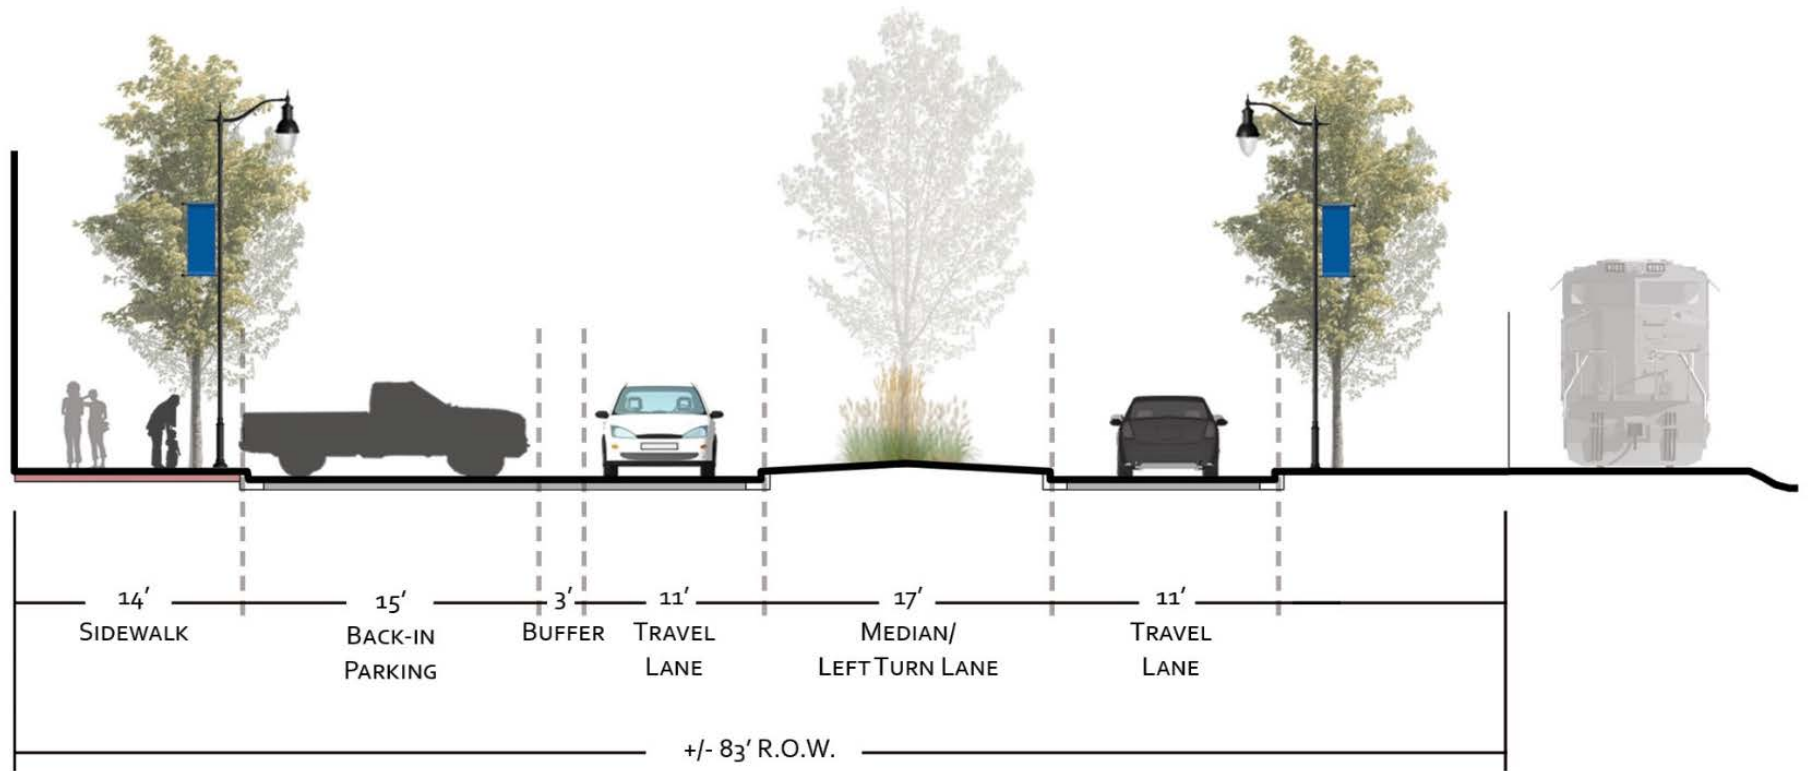 14′
SIDEWALK
15′
BACK-IN
PARKING
3′
BUFFER
11′
TRAVEL
LANE
17′
MEDIAN/
LEFT TURN LANE
11′
TRAVEL
LANE
+/- 83′ R.O.W.